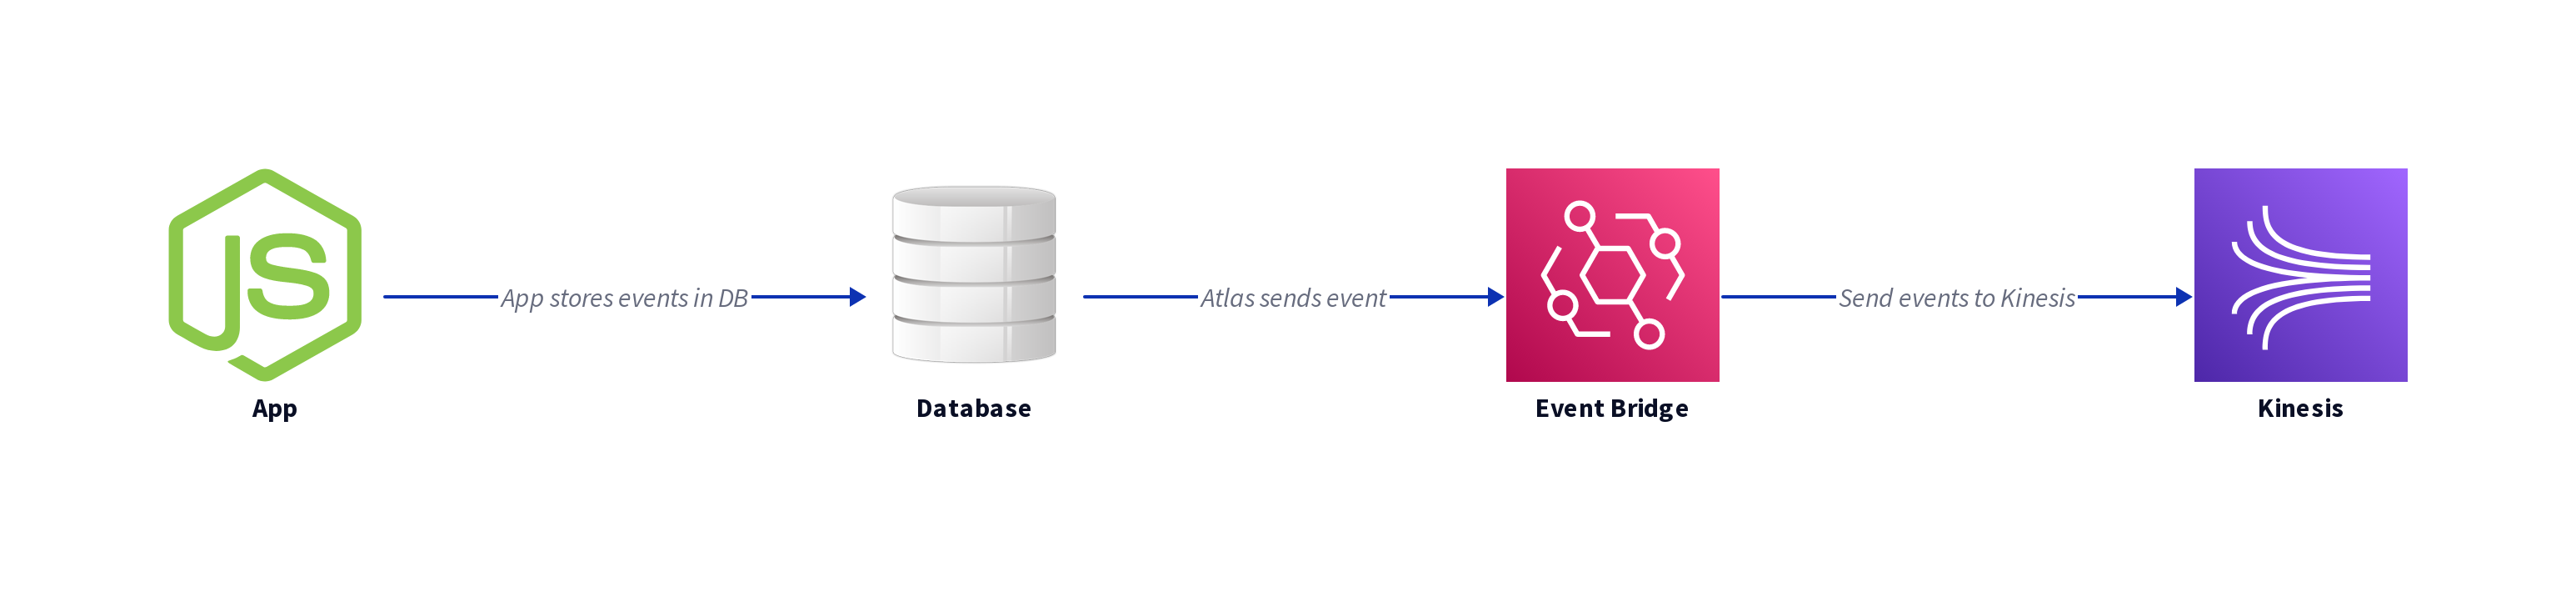 JS
App stores events in DB
Atlas sends event
Send events to Kinesis
App
Database
Event Bridge
Kinesis